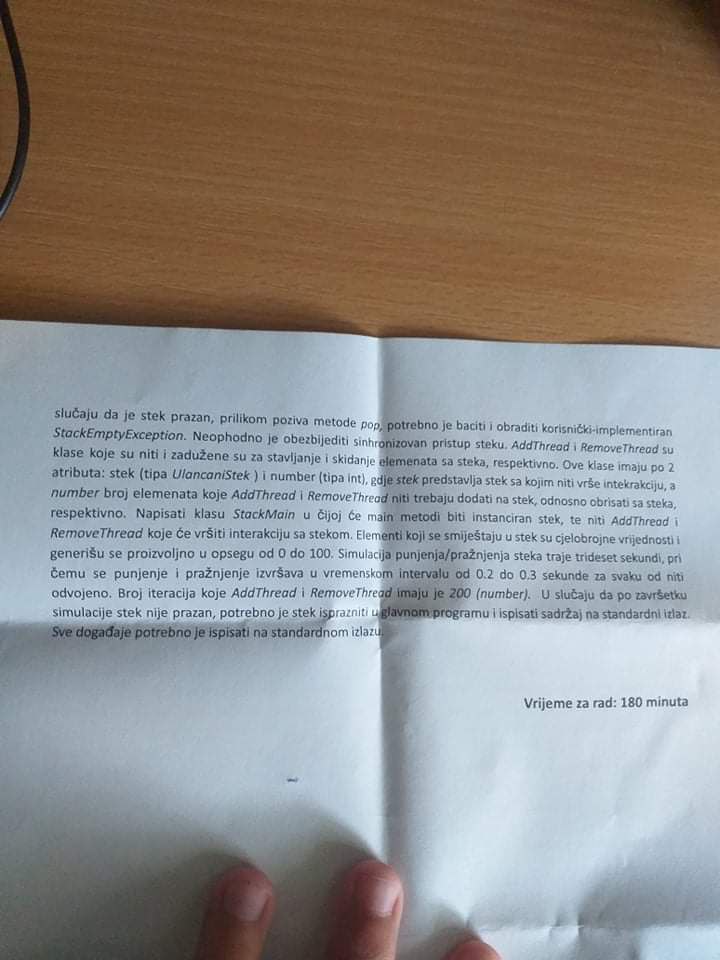 slučaju da je stek prazan, prilikom poziva metode pop, potrebno je baciti i obraditi korisnički-implementiran
StackEmptyException. Neophodno je obezbijediti sinhronizovan pristup steku. AddThread i RemoveThread su
klase koje su niti i zadužene su za stavljanje i skidanje elemenata sa steka, respektivno. Ove klase imaju po 2
atributa: stek (tipa UlancaniStek ) i number (tipa int), gdje stek predstavlja stek sa kojim niti vrše intekrakciju, a
number broj elemenata koje AddThread i RemoveThread niti trebaju dodati na stek, odnosno obrisati sa steka,
respektivno. Napisati klasu StackMain u čijoj će main metodi biti instanciran stek, te niti AddThread i
RemoveThread koje će vršiti interakciju sa stekom. Elementi koji se smiještaju u stek su cjelobrojne vrijednosti i
generišu se proizvoljno u opsegu od 0 do 100. Simulacija punjenja/pražnjenja steka traje trideset sekundi, pri
čemu se punjenje i pražnjenje izvršava u vremenskom intervalu od 0.2 do 0.3 sekunde za svaku od niti
odvojeno. Broj iteracija koje AddThread i RemoveThread imaju je 200 (number). U slučaju da po završetku
simulacije stek nije prazan, potrebno je stek isprazniti u glavnom programu i ispisati sadržaj na standardni izlaz.
Sve događaje potrebno je ispisati na standardnom izlazu.
Vrijeme za rad: 180 minuta